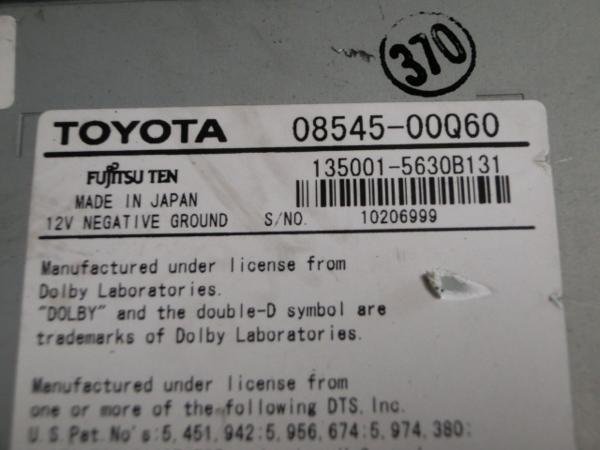 370
TOYOTA 08545-00Q60
FUJITSU TEN 135001-5630B131
MADE IN JAPAN
12V NEGATIVE GROUND S/NO. 10206999
Manufactured under license from
Dolby Laboratories.
"DOLBY" and the double-D symbol are
trademarks of Dolby Laboratories.
Manufactured under license from
one or more of the following DTS, Inc.
U.S Pat. No's:5,451,942:5,956,674:5,974,380: